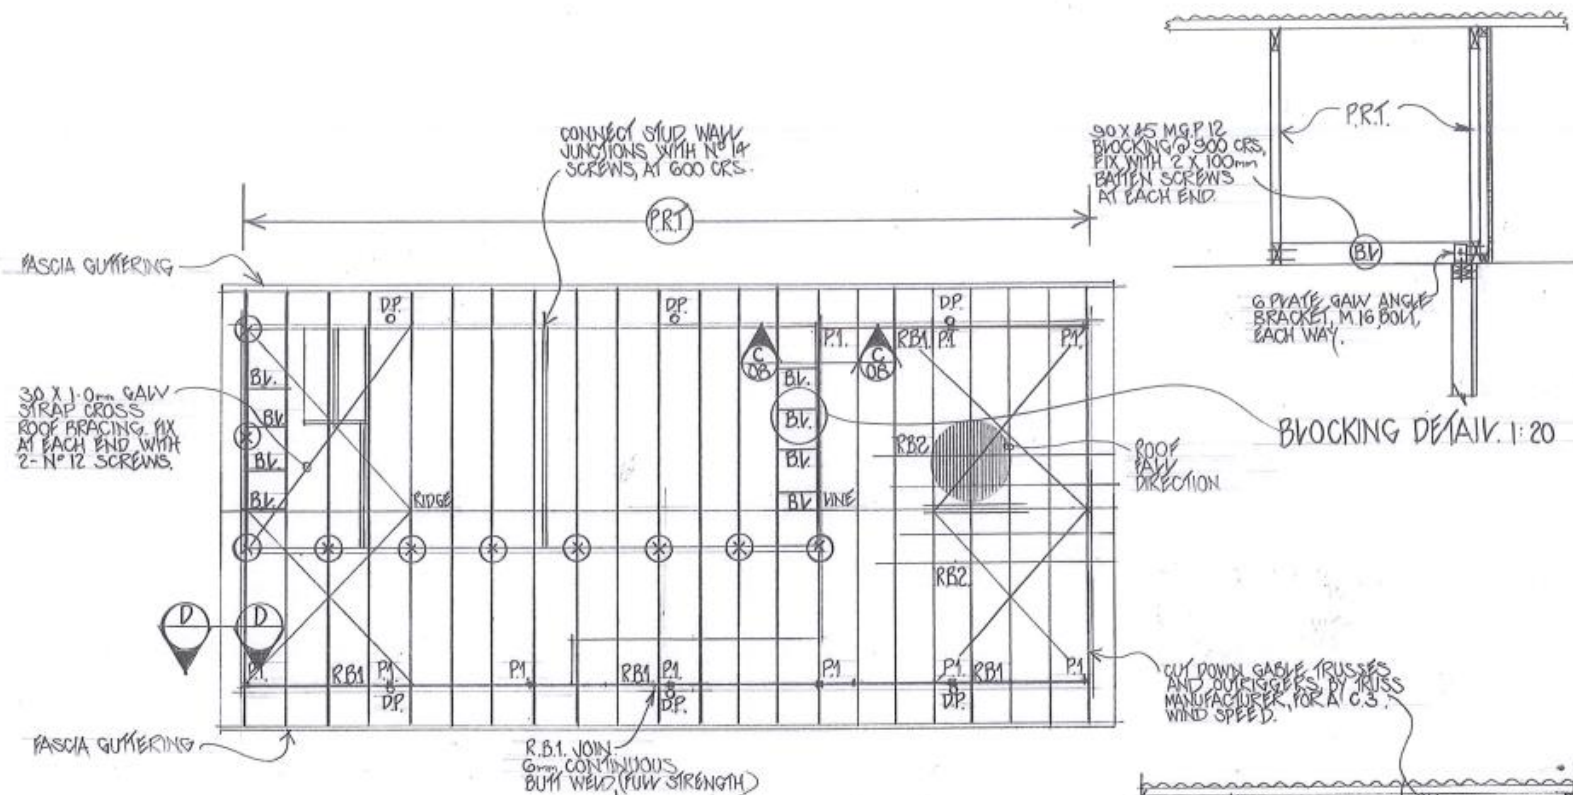 CONNECT STUD WALL
JUNCTIONS WITH Nº 14
SCREWS, AT 600 CRS.
90 X 45 M.G.P. 12
BLOCKING @ 900 CRS,
FIX WITH 2 X 100mm
BATTEN SCREWS
AT EACH END.
P.R.T.
P.R.T.
BL
6 PLATE GALV ANGLE
BRACKET, M.16 BOLT,
EACH WAY.
BLOCKING DETAIL. 1:20
FASCIA GUTTERING
D.P.
D.P.
D.P.
P.1.
RB1.
P.1
P.1.
C
08
C
08
30 X 1.0mm GALV
STRAP CROSS
ROOF BRACING. FIX
AT EACH END WITH
2- Nº 12 SCREWS.
B.L.
B.L.
B.L.
B.L.
B.L.
B.L.
B.L.
B.L.
RB2
ROOF
FALL
DIRECTION
RIDGE
LINE
RB2.
D
D
P.1.
RB1
P.1.
P.1.
RB1
P.1.
P.1
P.1.
RB1
P.1.
D.P.
D.P.
D.P.
CUT DOWN GABLE TRUSSES
AND OUTRIGGERS, BY TRUSS
MANUFACTURER, FOR A C.3.
WIND SPEED.
FASCIA GUTTERING
R.B.1. JOIN.
6mm CONTINUOUS
BUTT WELD, (FULL STRENGTH)